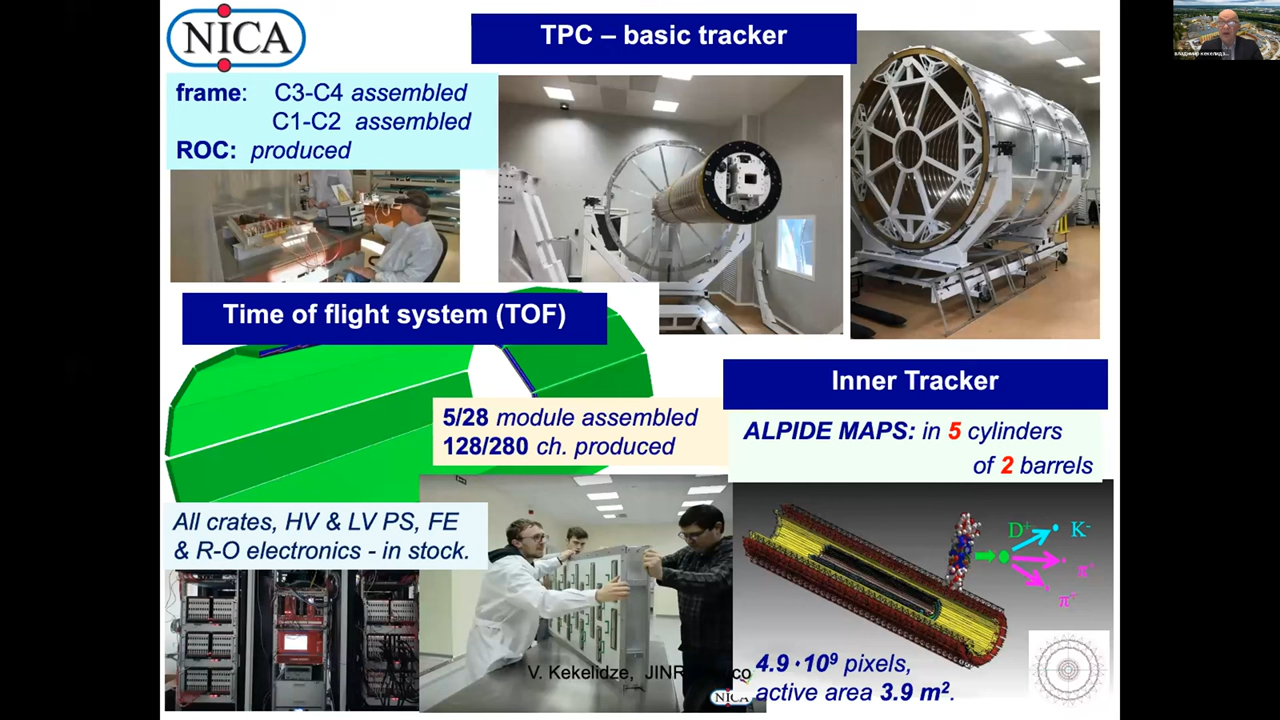 NICA
TPC – basic tracker
frame: C3-C4 assembled
C1-C2 assembled
ROC: produced
Time of flight system (TOF)
5/28 module assembled
128/280 ch. produced
All crates, HV & LV PS, FE
& R-O electronics - in stock.
Inner Tracker
ALPIDE MAPS: in 5 cylinders
of 2 barrels
D⁺ K⁻
π⁺
π⁺
4.9·10⁹ pixels,
active area 3.9 m².
V. Kekelidze, JINR
NICA